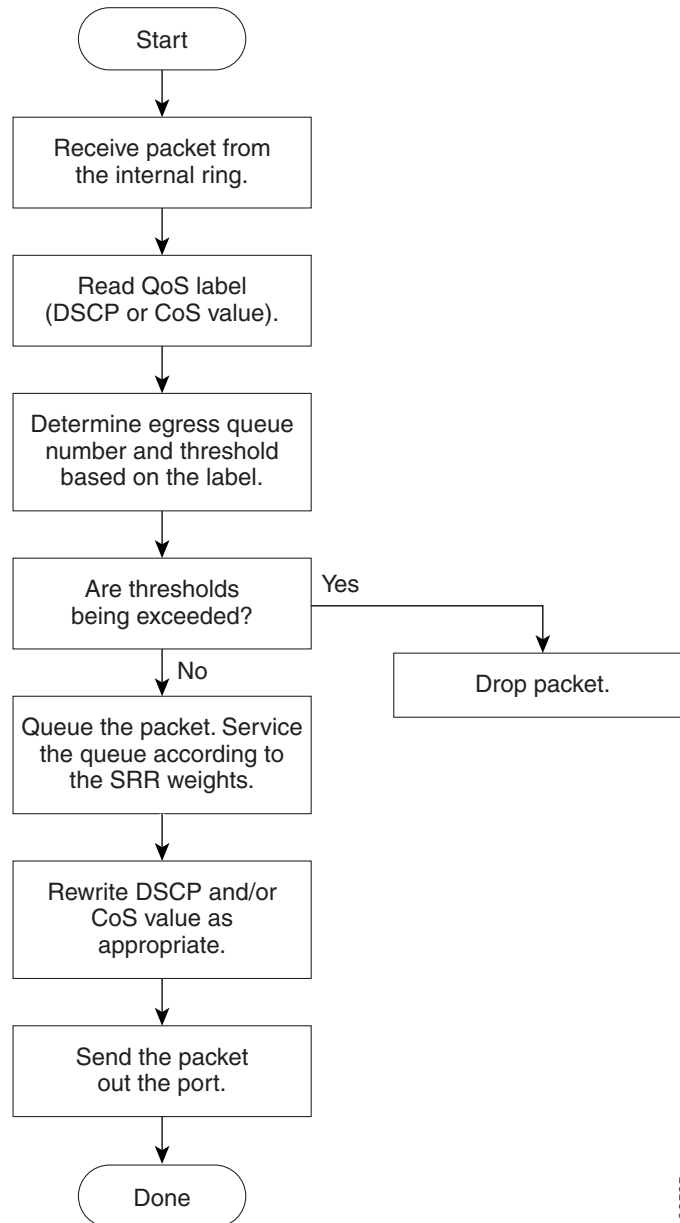 Start
Receive packet from
the internal ring.
Read QoS label
(DSCP or CoS value).
Determine egress queue
number and threshold
based on the label.
Are thresholds
being exceeded?
Yes
No
Drop packet.
Queue the packet. Service
the queue according to
the SRR weights.
Rewrite DSCP and/or
CoS value as
appropriate.
Send the packet
out the port.
Done